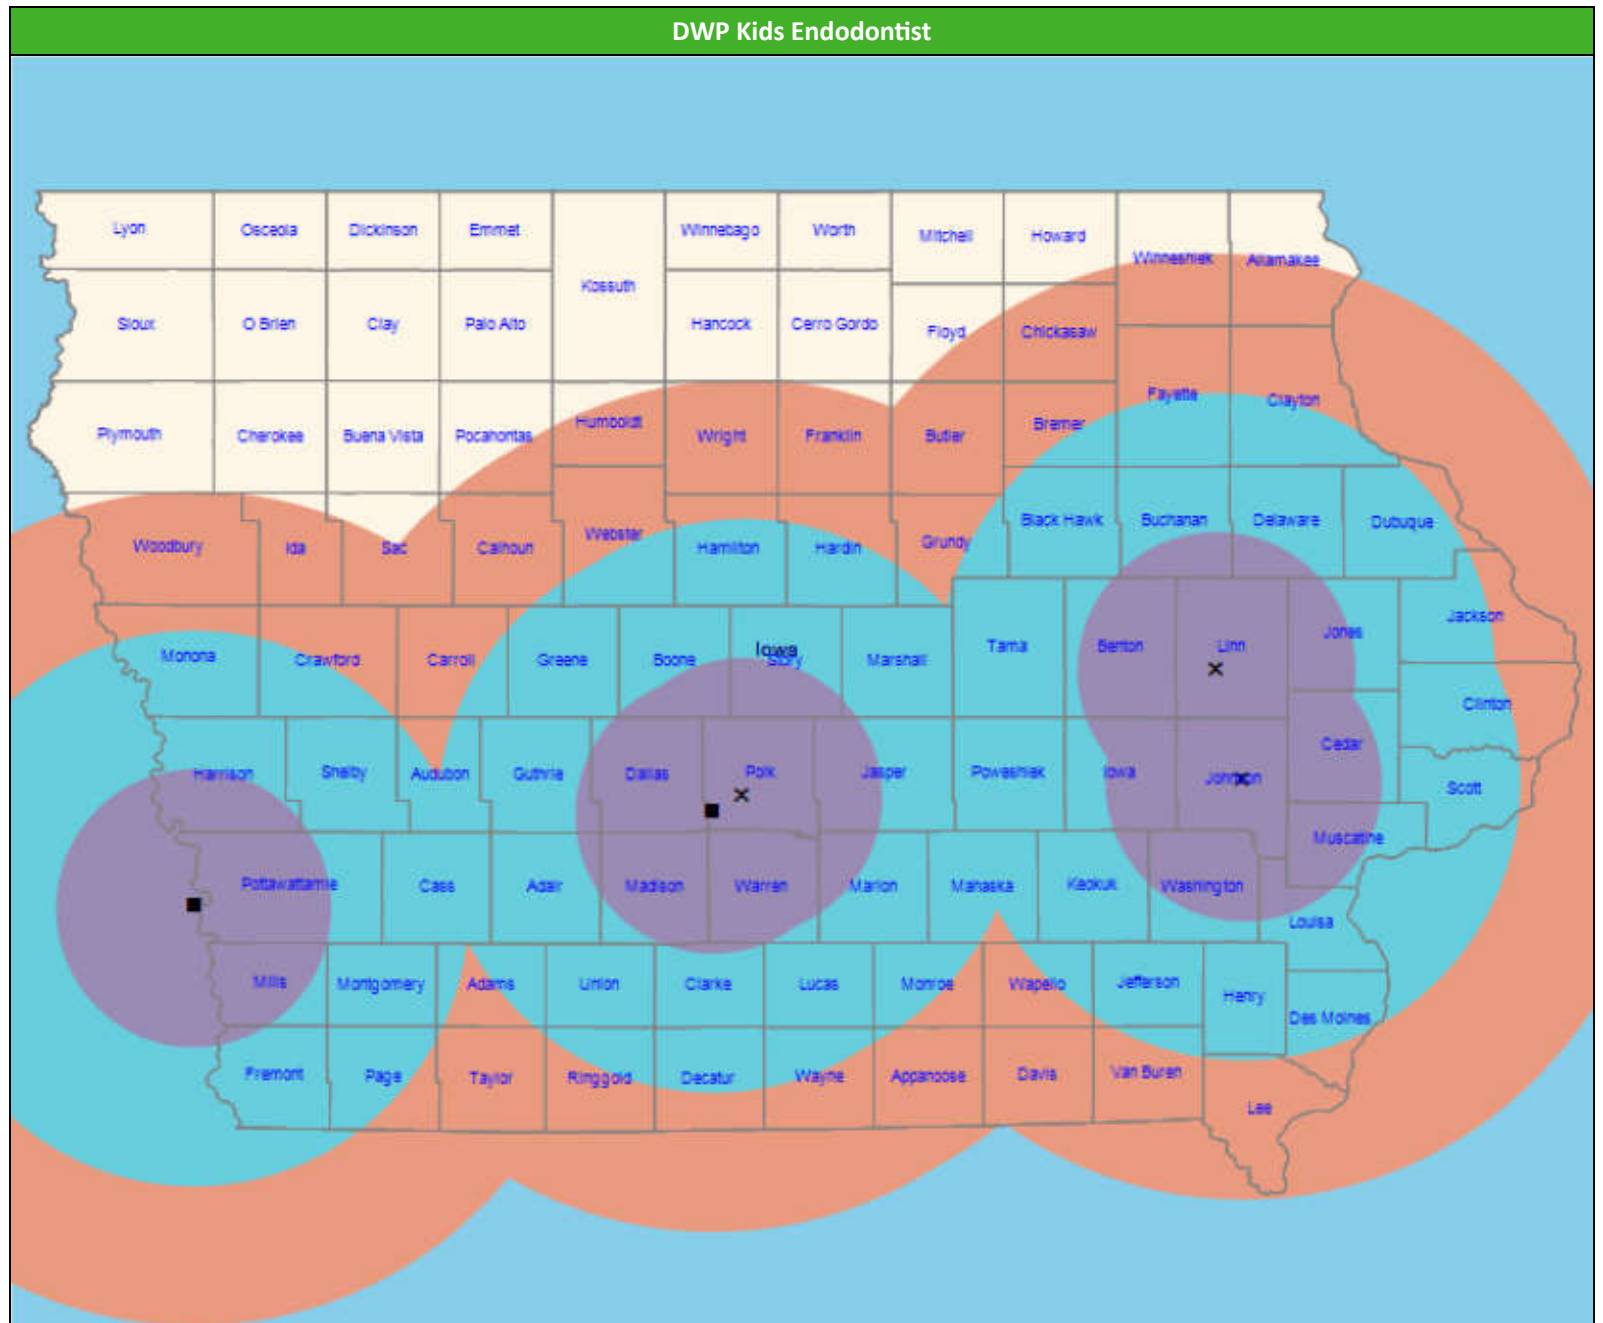 DWP Kids Endodontist
Lyon Osceola Dickinson Emmet Winnebago Worth Mitchell Howard
Winneshiek Allamakee
Kossuth
Sioux O Brien Clay Palo Alto Hancock Cerro Gordo Floyd Chickasaw
Fayette Clayton
Plymouth Cherokee Buena Vista Pocahontas Humboldt Wright Franklin Butler Bremer
Woodbury Ida Sac Calhoun Webster Hamilton Hardin Grundy Black Hawk Buchanan Delaware Dubuque
Jackson
Monona Crawford Carroll Greene Boone Iowa Story Marshall Tama Benton Linn Jones
Clinton
Harrison Shelby Audubon Guthrie Dallas Polk Jasper Poweshiek Iowa Johnson Cedar Scott
Muscatine
Pottawattamie Cass Adair Madison Warren Marion Mahaska Keokuk Washington
Louisa
Mills Montgomery Adams Union Clarke Lucas Monroe Wapello Jefferson Henry
Des Moines
Fremont Page Taylor Ringgold Decatur Wayne Appanoose Davis Van Buren
Lee